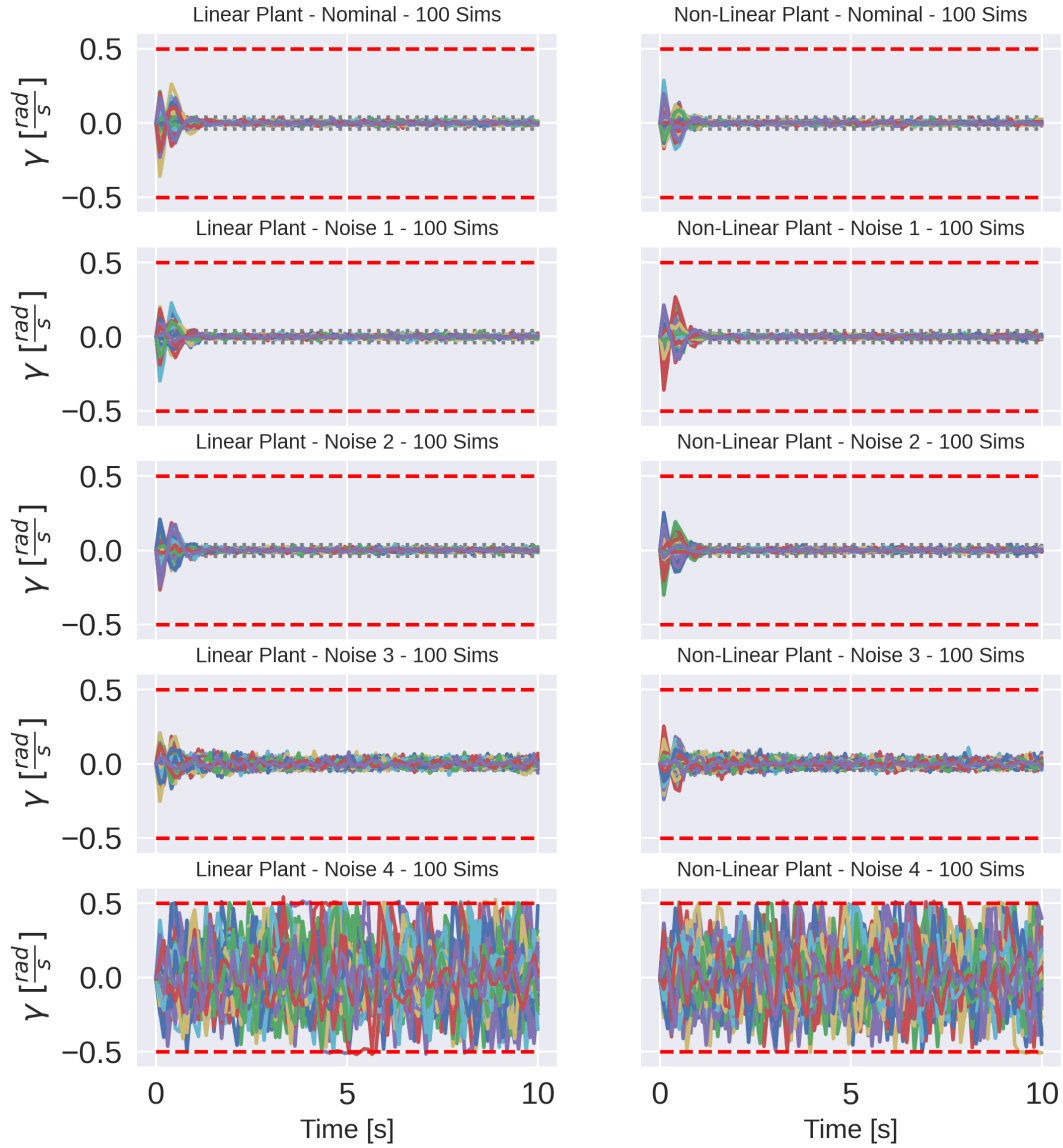 Linear Plant - Nominal - 100 Sims
Non-Linear Plant - Nominal - 100 Sims
0.5
0.0
−0.5
γ [rad/s]
Linear Plant - Noise 1 - 100 Sims
Non-Linear Plant - Noise 1 - 100 Sims
0.5
0.0
−0.5
γ [rad/s]
Linear Plant - Noise 2 - 100 Sims
Non-Linear Plant - Noise 2 - 100 Sims
0.5
0.0
−0.5
γ [rad/s]
Linear Plant - Noise 3 - 100 Sims
Non-Linear Plant - Noise 3 - 100 Sims
0.5
0.0
−0.5
γ [rad/s]
Linear Plant - Noise 4 - 100 Sims
Non-Linear Plant - Noise 4 - 100 Sims
0.5
0.0
−0.5
γ [rad/s]
0 5 10
0 5 10
Time [s]
Time [s]